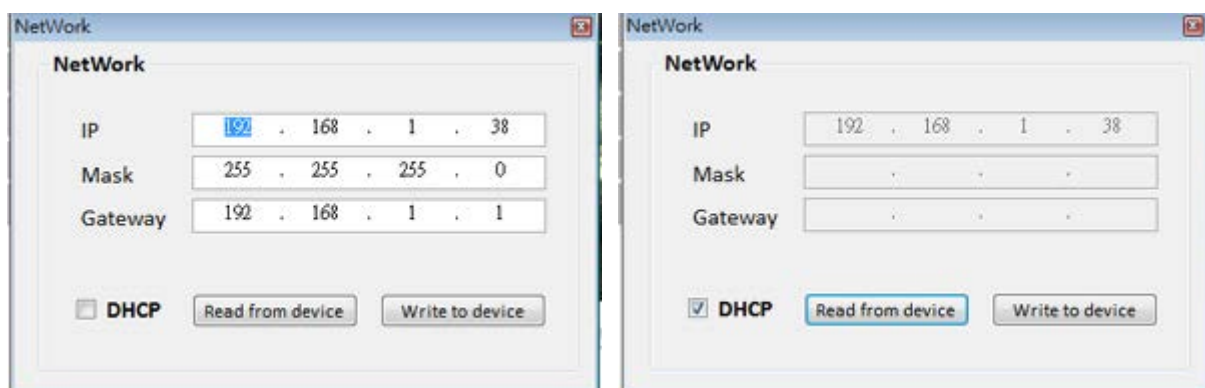 NetWork
NetWork
IP 192 . 168 . 1 . 38
Mask 255 . 255 . 255 . 0
Gateway 192 . 168 . 1 . 1
DHCP Read from device Write to device
NetWork
NetWork
IP 192 . 168 . 1 . 38
Mask . . .
Gateway . . .
DHCP Read from device Write to device